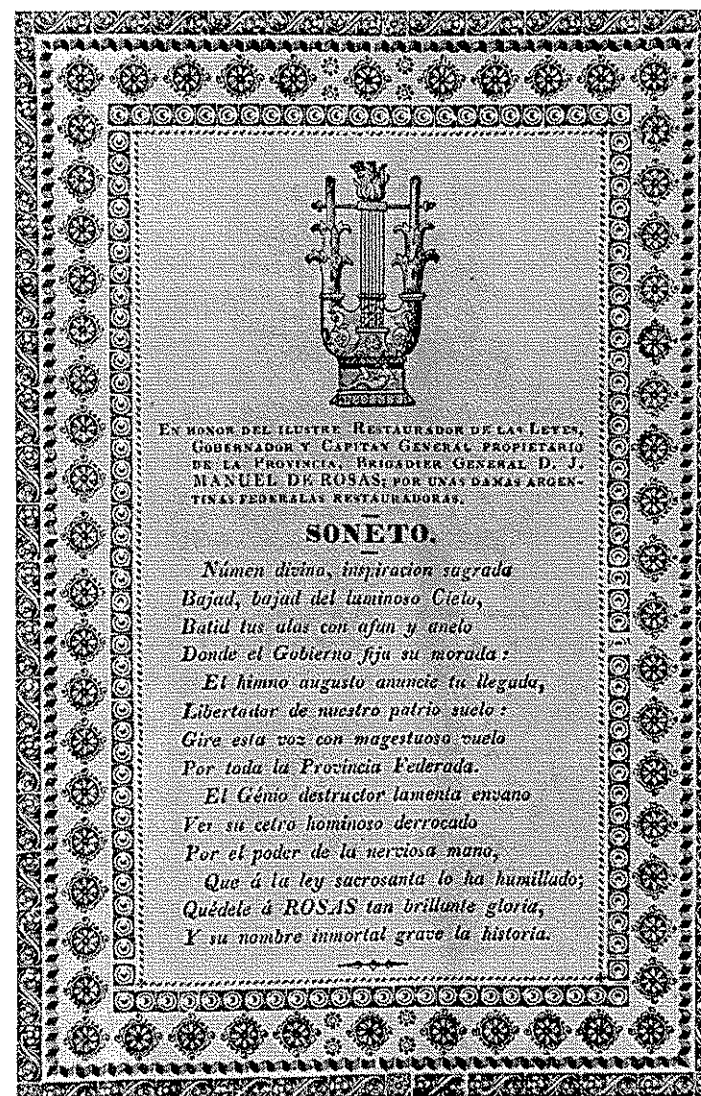 EN HONOR DEL ILUSTRE RESTAURADOR DE LAS LEYES,
GOBERNADOR Y CAPITAN GENERAL PROPIETARIO
DE LA PROVINCIA, BRIGADIER GENERAL D. J.
MANUEL DE ROSAS; POR UNAS DAMAS ARGEN-
TINAS FEDERALAS RESTAURADORAS.
SONETO.
Númen divino, inspiracion sagrada
Bajad, bajad del luminoso Cielo,
Batid tus alas con afan y anelo
Donde el Gobierno fija su morada:
El himno augusto anuncie tu llegada,
Libertador de nuestro patrio suelo:
Gire esta voz con magestuoso vuelo
Por toda la Provincia Federada.
El Génio destructor lamenta envano
Ver su cetro hominoso derrocado
Por el poder de la nerviosa mano,
Que á la ley sacrosanta lo ha humillado;
Quédele á ROSAS tan brillante gloria,
Y su nombre inmortal grave la historia.